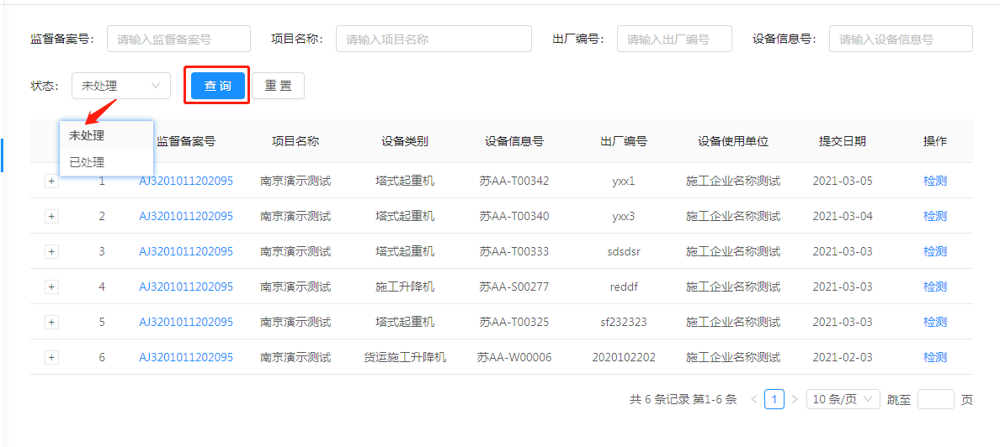 监督备案号: 请输入监督备案号 项目名称: 请输入项目名称 出厂编号: 请输入出厂编号 设备信息号: 请输入设备信息号
状态: 未处理 查 询 重 置
未处理
已处理
监督备案号 项目名称 设备类别 设备信息号 出厂编号 设备使用单位 提交日期 操作
+ 1 AJ3201011202095 南京演示测试 塔式起重机 苏AA-T00342 yxx1 施工企业名称测试 2021-03-05 检测
+ 2 AJ3201011202095 南京演示测试 塔式起重机 苏AA-T00340 yxx3 施工企业名称测试 2021-03-04 检测
+ 3 AJ3201011202095 南京演示测试 塔式起重机 苏AA-T00333 sdsdsr 施工企业名称测试 2021-03-03 检测
+ 4 AJ3201011202095 南京演示测试 施工升降机 苏AA-S00277 reddf 施工企业名称测试 2021-03-03 检测
+ 5 AJ3201011202095 南京演示测试 塔式起重机 苏AA-T00325 sf232323 施工企业名称测试 2021-03-03 检测
+ 6 AJ3201011202095 南京演示测试 货运施工升降机 苏AA-W00006 2020102202 施工企业名称测试 2021-02-03 检测
共 6 条记录 第1-6 条 < 1 > 10 条/页 跳至 页